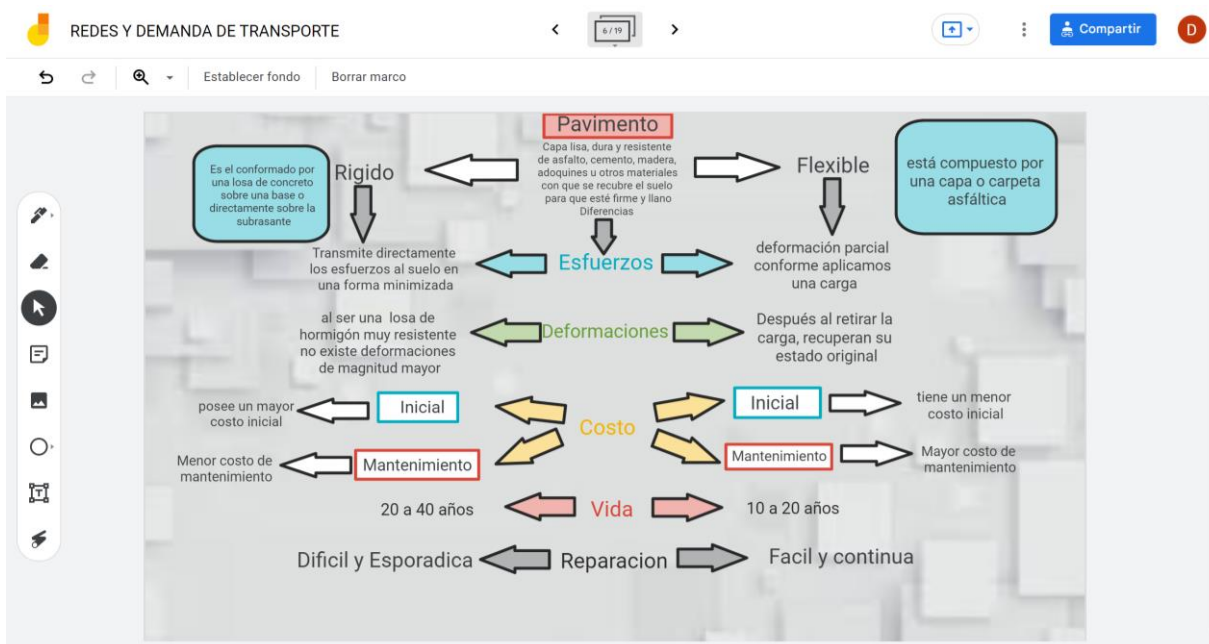 REDES Y DEMANDA DE TRANSPORTE
6 / 19
Compartir
D
Establecer fondo
Borrar marco
Pavimento
Capa lisa, dura y resistente
de asfalto, cemento, madera,
adoquines u otros materiales
con que se recubre el suelo
para que esté firme y llano
Diferencias
Es el conformado por
una losa de concreto
sobre una base o
directamente sobre la
subrasante
Rigido
Flexible
está compuesto por
una capa o carpeta
asfáltica
Transmite directamente
los esfuerzos al suelo en
una forma minimizada
Esfuerzos
deformación parcial
conforme aplicamos
una carga
al ser una losa de
hormigón muy resistente
no existe deformaciones
de magnitud mayor
Deformaciones
Después al retirar la
carga, recuperan su
estado original
posee un mayor
costo inicial
Inicial
Costo
Inicial
tiene un menor
costo inicial
Menor costo de
mantenimiento
Mantenimiento
Mantenimiento
Mayor costo de
mantenimiento
20 a 40 años
Vida
10 a 20 años
Dificil y Esporadica
Reparacion
Facil y continua